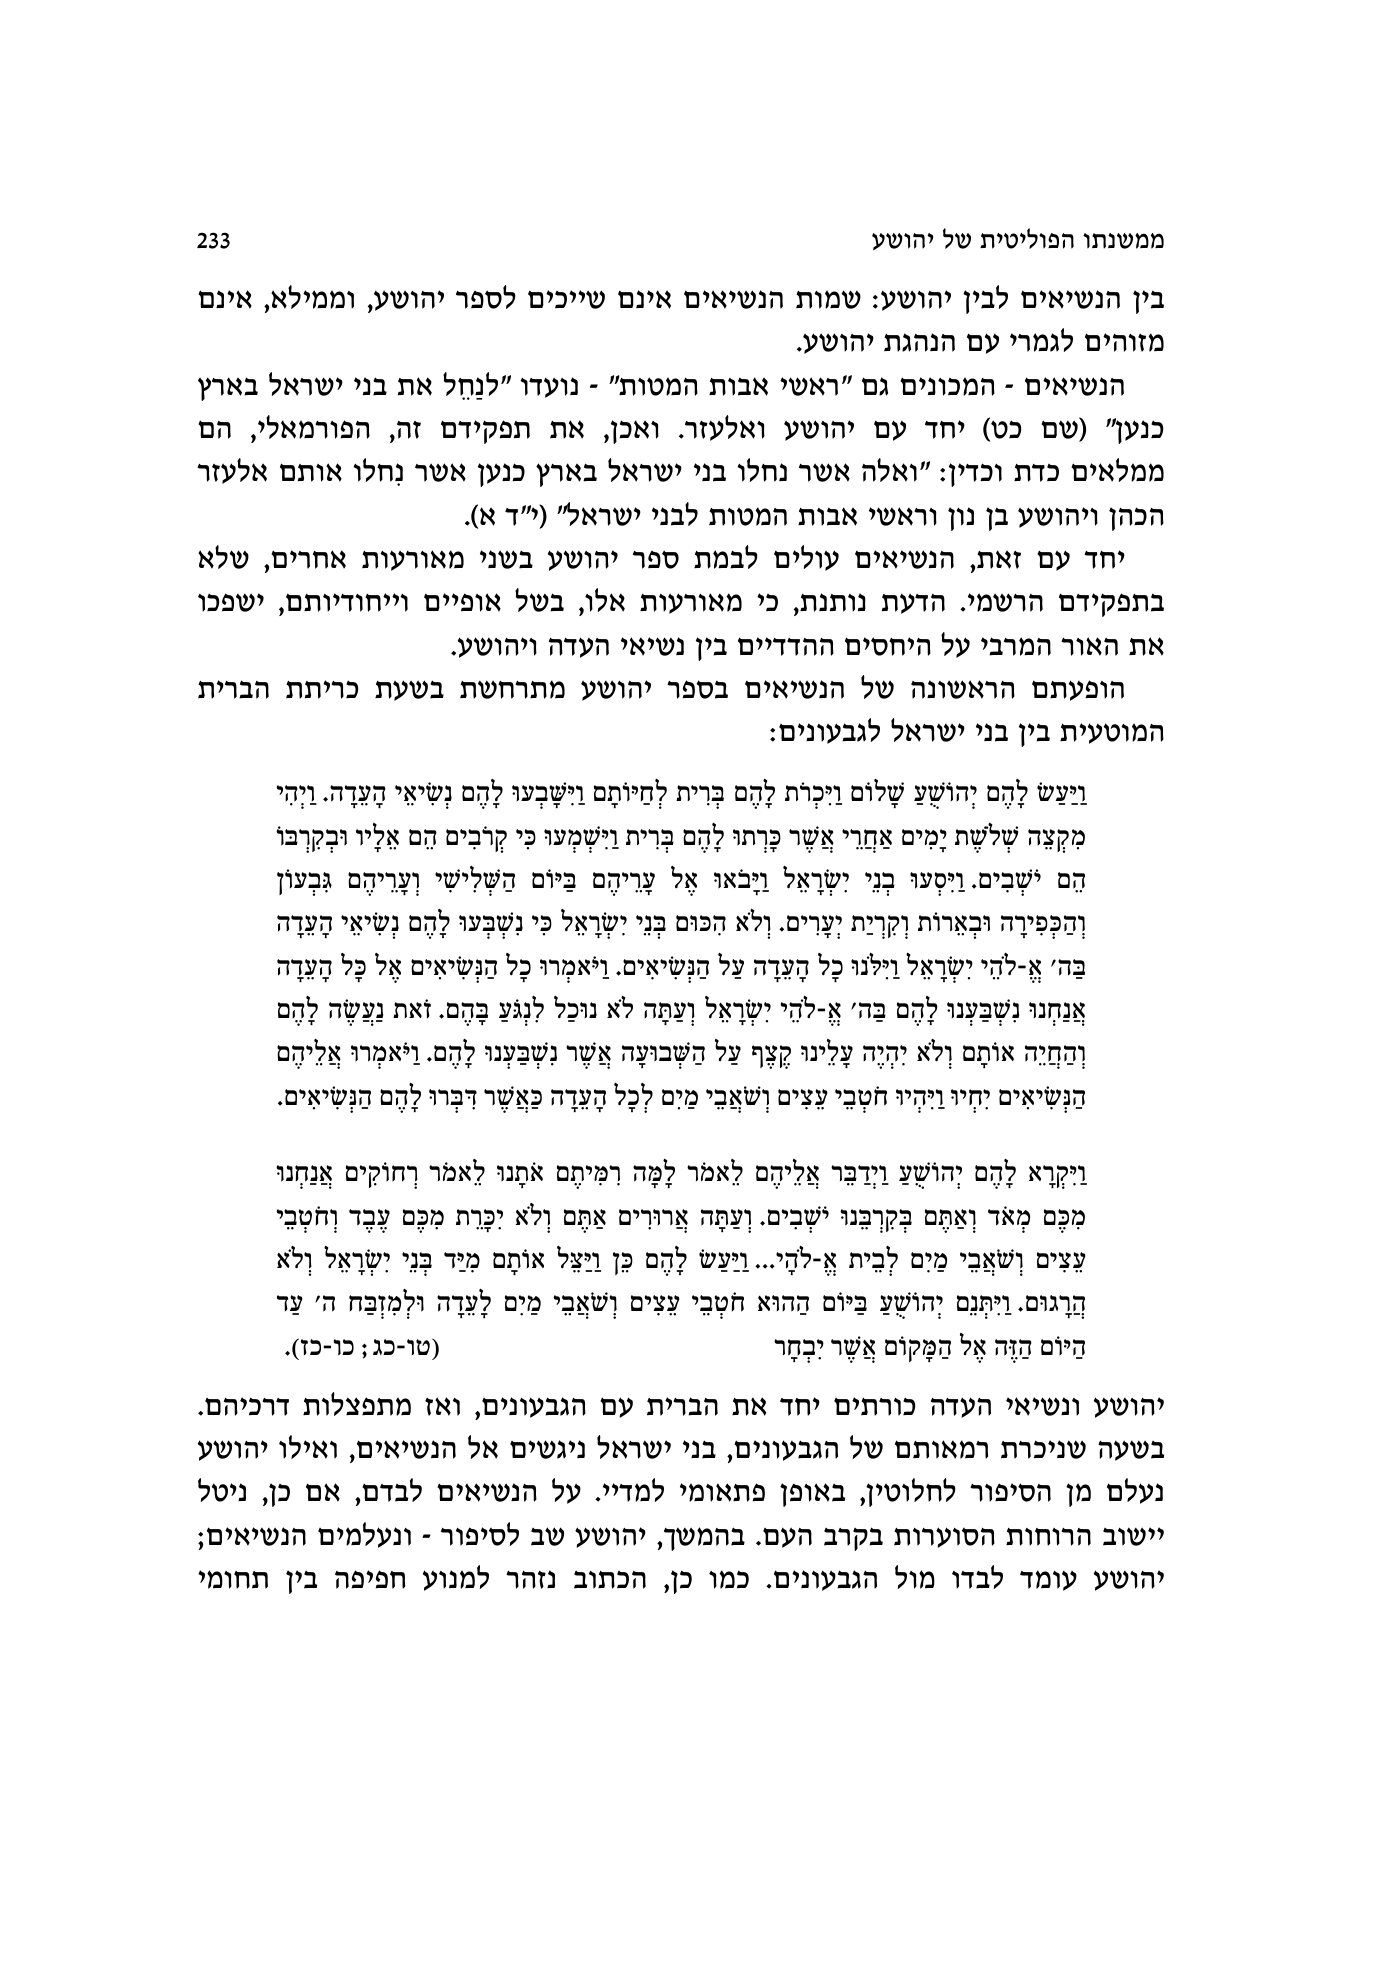 ממשנתו הפוליטית של יהושע 233
בין הנשיאים לבין יהושע: שמות הנשיאים אינם שייכים לספר יהושע, וממילא, אינם
מזוהים לגמרי עם הנהגת יהושע.
הנשיאים - המכונים גם "ראשי אבות המטות" - נועדו "לנַחֵל את בני ישראל בארץ
כנען" (שם כט) יחד עם יהושע ואלעזר. ואכן, את תפקידם זה, הפורמאלי, הם
ממלאים כדת וכדין: "ואלה אשר נחלו בני ישראל בארץ כנען אשר נִחלו אותם אלעזר
הכהן ויהושע בן נון וראשי אבות המטות לבני ישראל" (י"ד א).
יחד עם זאת, הנשיאים עולים לבמת ספר יהושע בשני מאורעות אחרים, שלא
בתפקידם הרשמי. הדעת נותנת, כי מאורעות אלו, בשל אופיים וייחודיותם, ישפכו
את האור המרבי על היחסים ההדדיים בין נשיאי העדה ויהושע.
הופעתם הראשונה של הנשיאים בספר יהושע מתרחשת בשעת כריתת הברית
המוטעית בין בני ישראל לגבעונים:
וַיַּעַשׂ לָהֶם יְהוֹשֻׁעַ שָׁלוֹם וַיִּכְרֹת לָהֶם בְּרִית לְחַיּוֹתָם וַיִּשָּׁבְעוּ לָהֶם נְשִׂיאֵי הָעֵדָה. וַיְהִי
מִקְצֵה שְׁלֹשֶׁת יָמִים אַחֲרֵי אֲשֶׁר כָּרְתוּ לָהֶם בְּרִית וַיִּשְׁמְעוּ כִּי קְרֹבִים הֵם אֵלָיו וּבְקִרְבּוֹ
הֵם יֹשְׁבִים. וַיִּסְעוּ בְנֵי יִשְׂרָאֵל וַיָּבֹאוּ אֶל עָרֵיהֶם בַּיּוֹם הַשְּׁלִישִׁי וְעָרֵיהֶם גִּבְעוֹן
וְהַכְּפִירָה וּבְאֵרוֹת וְקִרְיַת יְעָרִים. וְלֹא הִכּוּם בְּנֵי יִשְׂרָאֵל כִּי נִשְׁבְּעוּ לָהֶם נְשִׂיאֵי הָעֵדָה
בַּה' אֱ-לֹהֵי יִשְׂרָאֵל וַיִּלֹּנוּ כָל הָעֵדָה עַל הַנְּשִׂיאִים. וַיֹּאמְרוּ כָל הַנְּשִׂיאִים אֶל כָּל הָעֵדָה
אֲנַחְנוּ נִשְׁבַּעְנוּ לָהֶם בַּה' אֱ-לֹהֵי יִשְׂרָאֵל וְעַתָּה לֹא נוּכַל לִנְגֹּעַ בָּהֶם. זֹאת נַעֲשֶׂה לָהֶם
וְהַחֲיֵה אוֹתָם וְלֹא יִהְיֶה עָלֵינוּ קֶצֶף עַל הַשְּׁבוּעָה אֲשֶׁר נִשְׁבַּעְנוּ לָהֶם. וַיֹּאמְרוּ אֲלֵיהֶם
הַנְּשִׂיאִים יִחְיוּ וַיִּהְיוּ חֹטְבֵי עֵצִים וְשֹׁאֲבֵי מַיִם לְכָל הָעֵדָה כַּאֲשֶׁר דִּבְּרוּ לָהֶם הַנְּשִׂיאִים.
וַיִּקְרָא לָהֶם יְהוֹשֻׁעַ וַיְדַבֵּר אֲלֵיהֶם לֵאמֹר לָמָּה רִמִּיתֶם אֹתָנוּ לֵאמֹר רְחוֹקִים אֲנַחְנוּ
מִכֶּם מְאֹד וְאַתֶּם בְּקִרְבֵּנוּ יֹשְׁבִים. וְעַתָּה אֲרוּרִים אַתֶּם וְלֹא יִכָּרֵת מִכֶּם עֶבֶד וְחֹטְבֵי
עֵצִים וְשֹׁאֲבֵי מַיִם לְבֵית אֱ-לֹהָי... וַיַּעַשׂ לָהֶם כֵּן וַיַּצֵּל אוֹתָם מִיַּד בְּנֵי יִשְׂרָאֵל וְלֹא
הֲרָגוּם. וַיִּתְּנֵם יְהוֹשֻׁעַ בַּיּוֹם הַהוּא חֹטְבֵי עֵצִים וְשֹׁאֲבֵי מַיִם לָעֵדָה וּלְמִזְבַּח ה' עַד
הַיּוֹם הַזֶּה אֶל הַמָּקוֹם אֲשֶׁר יִבְחָר (טו-כג; כו-כז).
יהושע ונשיאי העדה כורתים יחד את הברית עם הגבעונים, ואז מתפצלות דרכיהם.
בשעה שניכרת רמאותם של הגבעונים, בני ישראל ניגשים אל הנשיאים, ואילו יהושע
נעלם מן הסיפור לחלוטין, באופן פתאומי למדיי. על הנשיאים לבדם, אם כן, ניטל
יישוב הרוחות הסוערות בקרב העם. בהמשך, יהושע שב לסיפור - ונעלמים הנשיאים;
יהושע עומד לבדו מול הגבעונים. כמו כן, הכתוב נזהר למנוע חפיפה בין תחומי